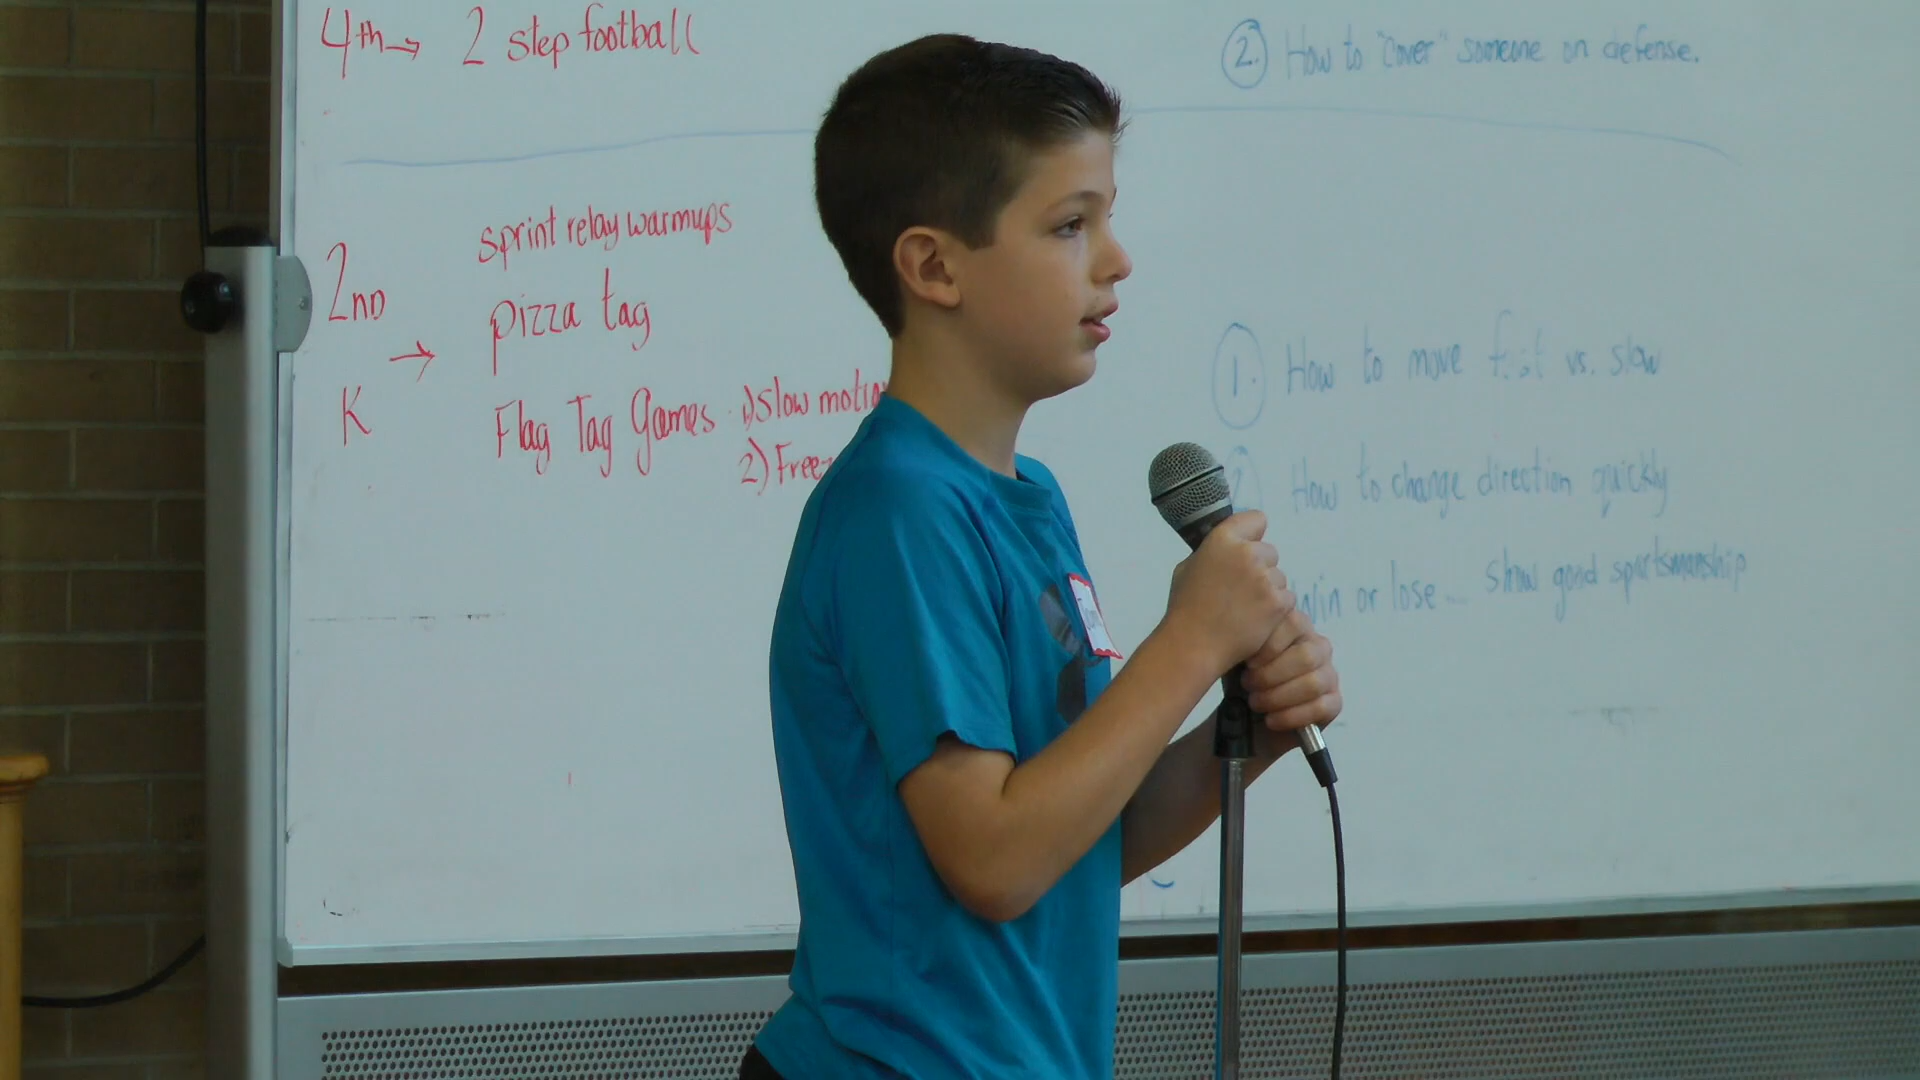 4th → 2 step football
2. How to "cover" someone on defense.
sprint relay warmups
2ND
pizza tag
→
K
Flag Tag Games 1) Slow motio
2) Free
1. How to move fast vs. slow
2 How to change direction quickly
Win or lose... show good sportsmanship